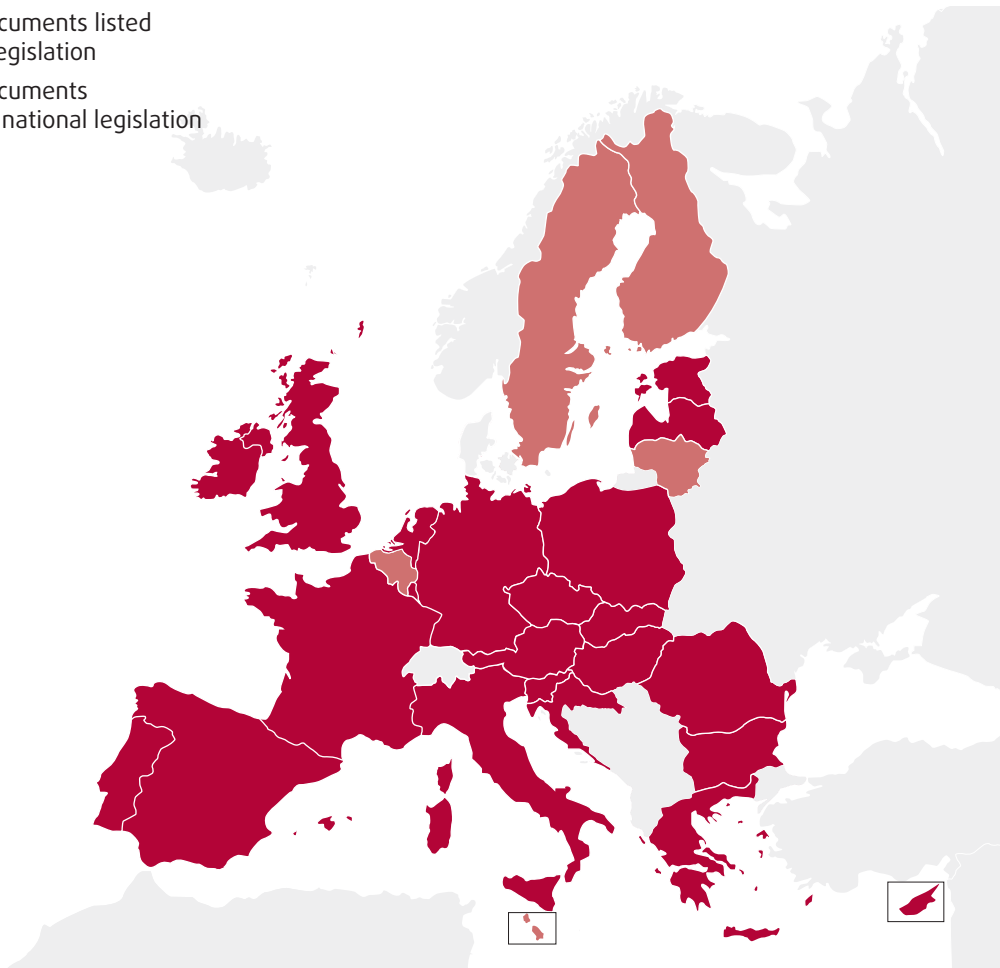 cuments listed
egislation
cuments
national legislation